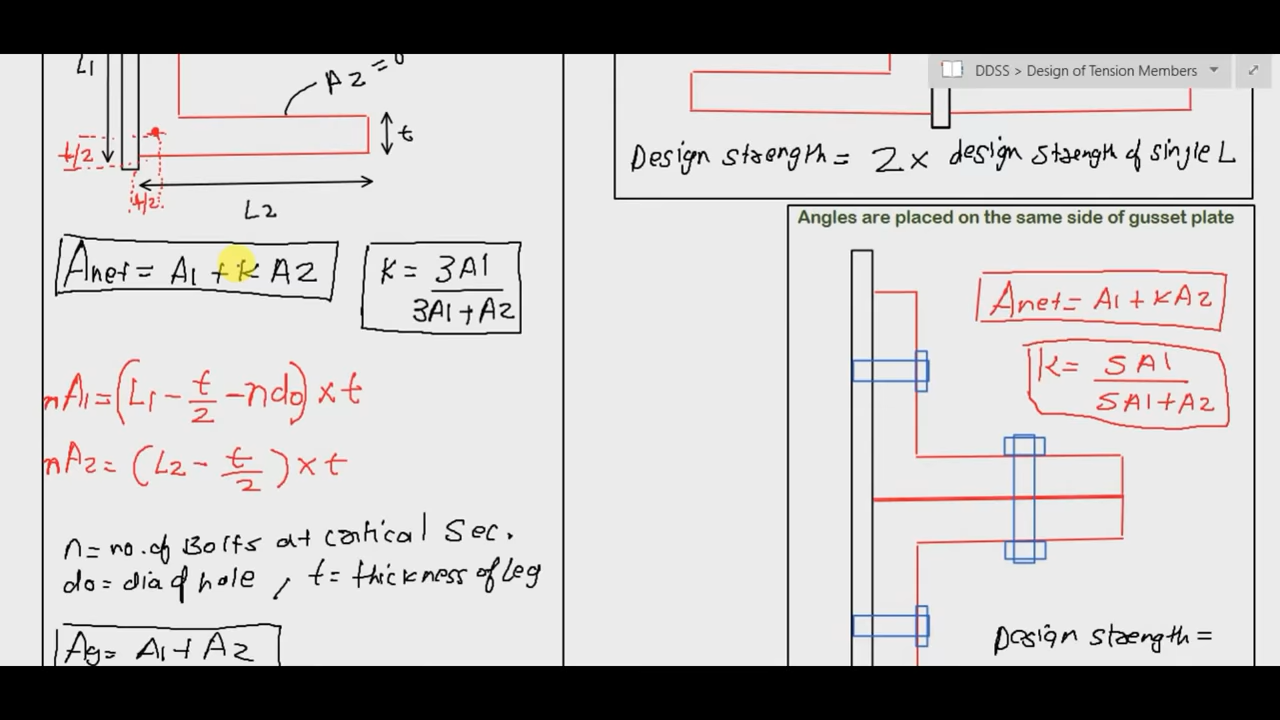 L1
A2 = 0
t
t/2
t/2
L2
Anet = A1 + K A2
K = 3A1
3A1 + A2
nA1 = (L1 - t/2 - ndo) × t
nA2 = (L2 - t/2) × t
n = no. of Bolts at cortical Sec.
do = dia of hole , t = thickness of Leg
Ag = A1 + A2
DDSS > Design of Tension Members
Design strength = 2 × design strength of single L
Angles are placed on the same side of gusset plate
Anet = A1 + KA2
K = 5A1
5A1 + A2
Design strength =